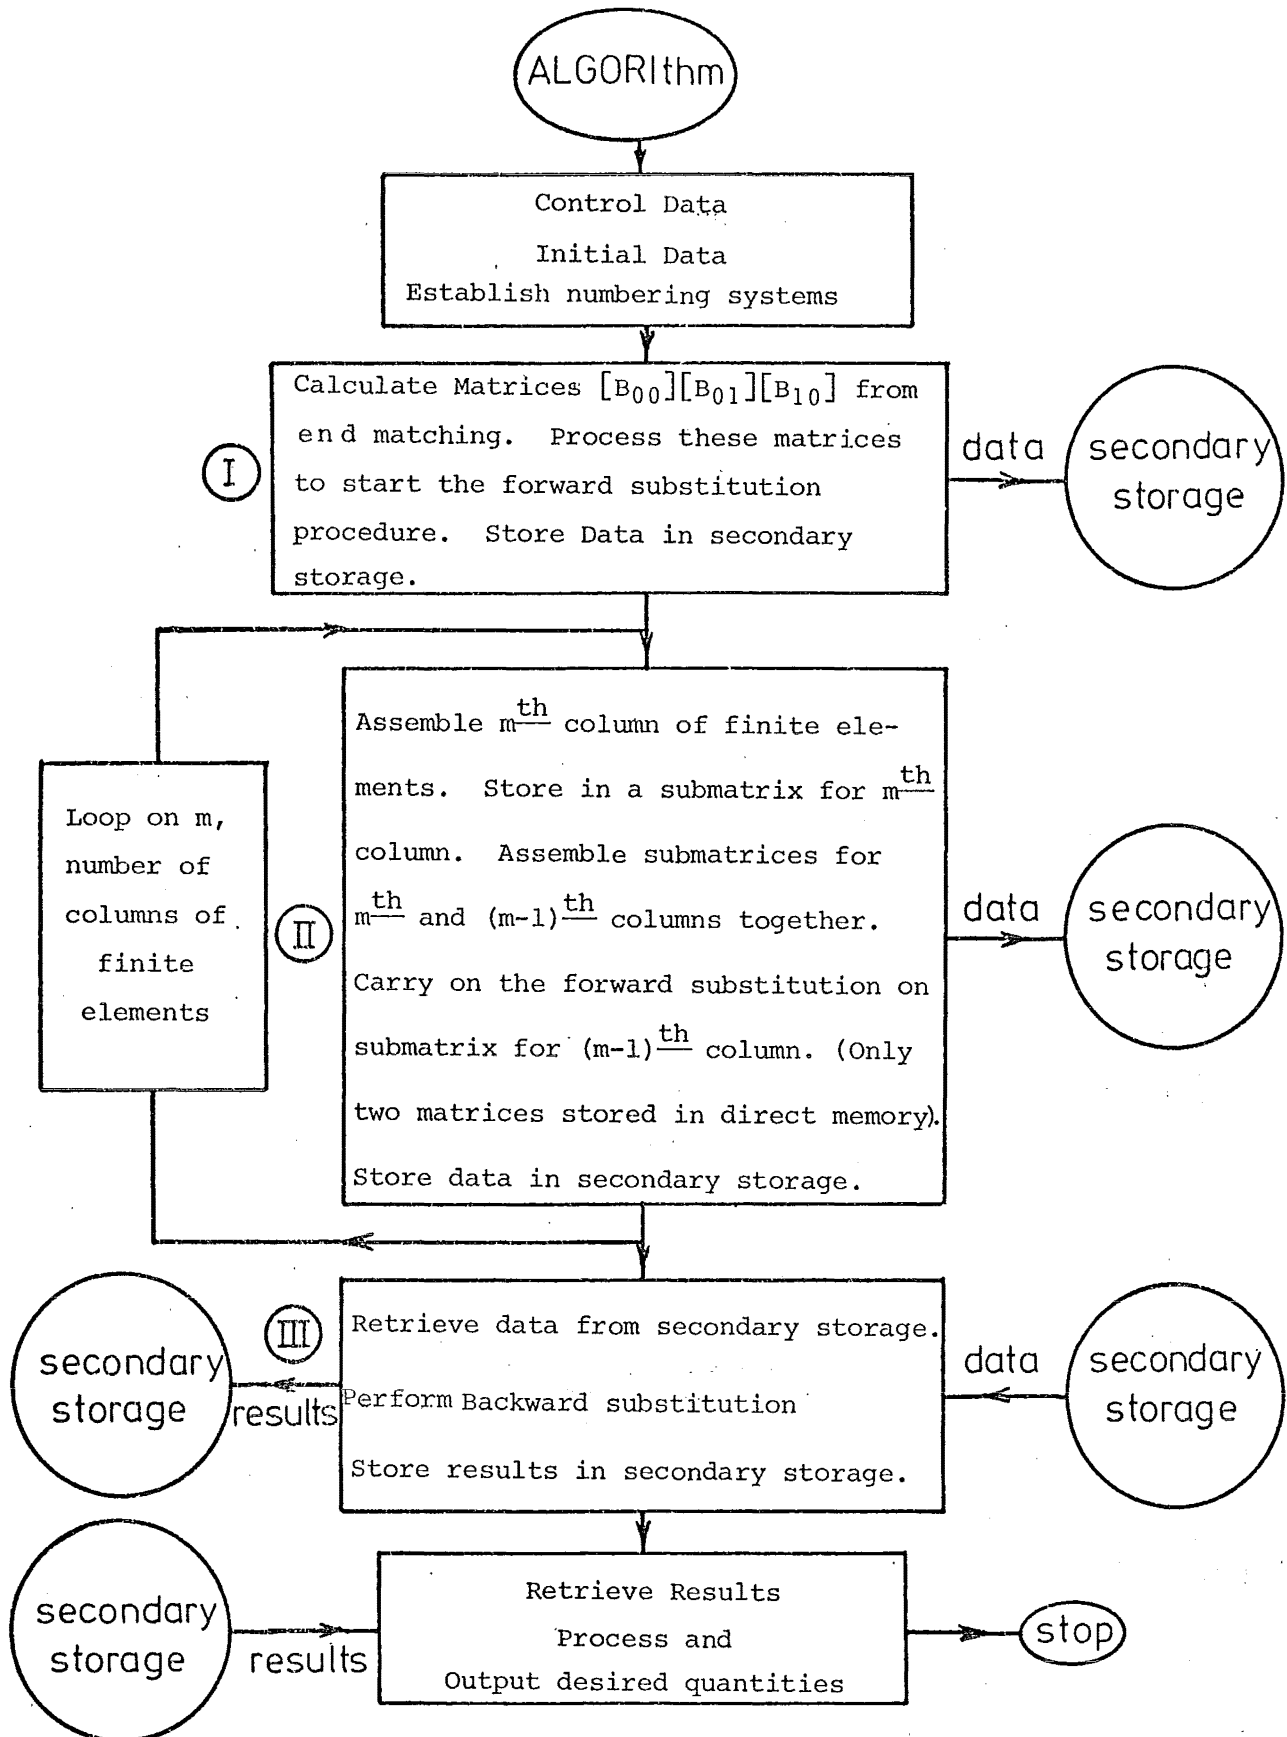 ALGORIthm
Control Data
Initial Data
Establish numbering systems
Calculate Matrices [B00][B01][B10] from
end matching. Process these matrices
to start the forward substitution
procedure. Store Data in secondary
storage.
I
data
secondary
storage
Loop on m,
number of
columns of
finite
elements
II
Assemble mth column of finite ele-
ments. Store in a submatrix for mth
column. Assemble submatrices for
mth and (m-1)th columns together.
Carry on the forward substitution on
submatrix for (m-1)th column. (Only
two matrices stored in direct memory).
Store data in secondary storage.
data
secondary
storage
III
Retrieve data from secondary storage.
Perform Backward substitution
Store results in secondary storage.
data
secondary
storage
secondary
storage
results
secondary
storage
results
Retrieve Results
Process and
Output desired quantities
stop